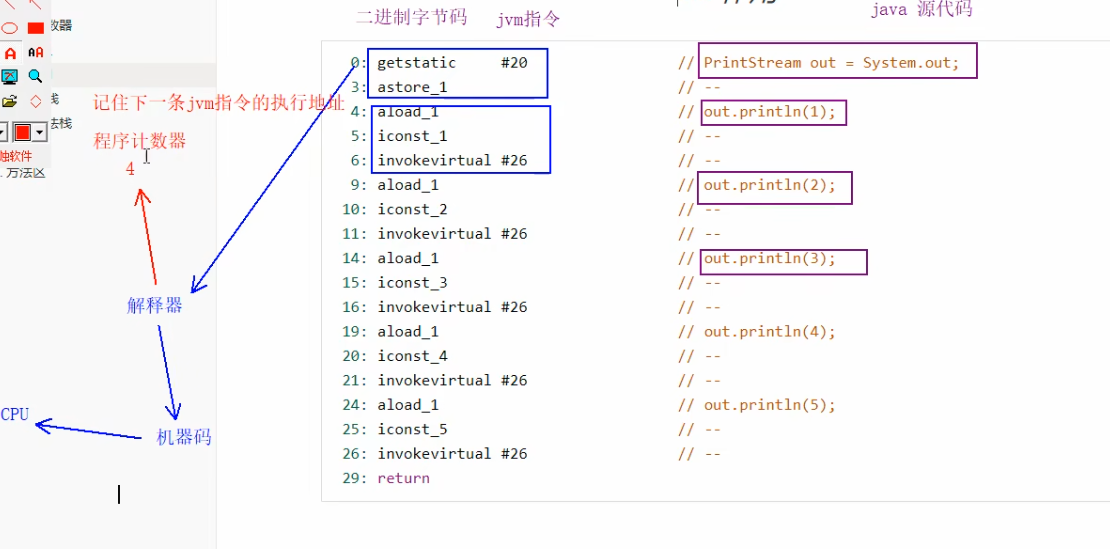 二进制字节码 jvm指令 java 源代码
数器
0: getstatic #20 // PrintStream out = System.out;
3: astore_1 // --
记住下一条jvm指令的执行地址
4: aload_1 // out.println(1);
法栈
程序计数器
5: iconst_1 // --
6: invokevirtual #26 // --
软件
方法区
4
9: aload_1 // out.println(2);
10: iconst_2 // --
11: invokevirtual #26 // --
14: aload_1 // out.println(3);
15: iconst_3 // --
解释器
16: invokevirtual #26 // --
19: aload_1 // out.println(4);
20: iconst_4 // --
21: invokevirtual #26 // --
CPU
24: aload_1 // out.println(5);
机器码
25: iconst_5 // --
26: invokevirtual #26 // --
29: return